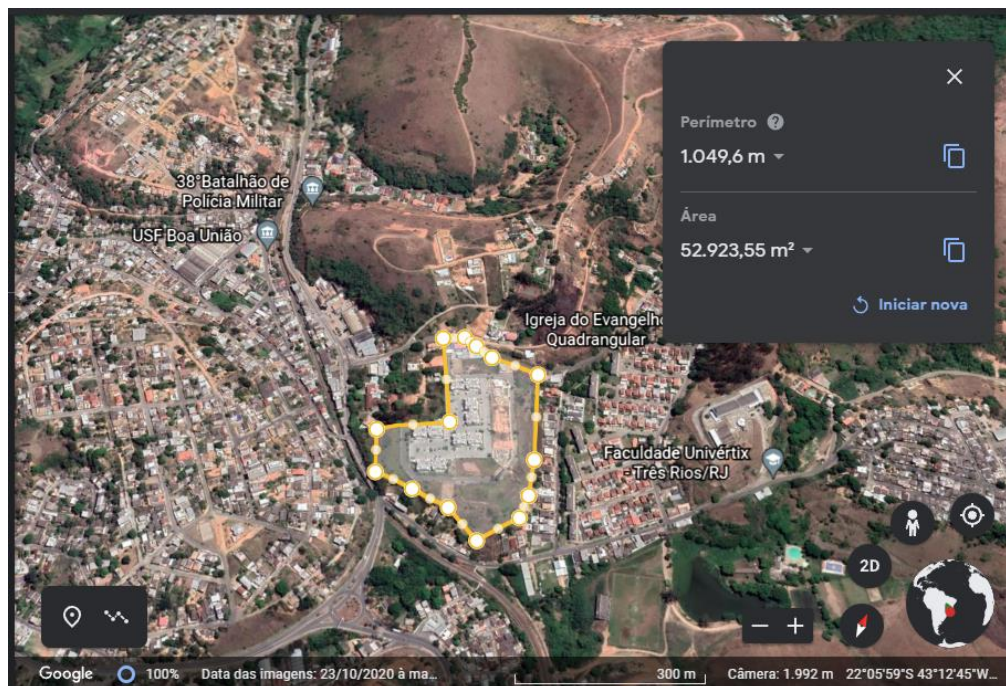 Perímetro ?
1.049,6 m
Área
52.923,55 m²
Iniciar nova
38°Batalhão de
Polícia Militar
USF Boa União
Igreja do Evangelho
Quadrangular
Faculdade Univértix
- Três Rios/RJ
2D
Google
100%
Data das imagens: 23/10/2020 à ma...
300 m
Câmera: 1.992 m
22°05'59"S 43°12'45"W...